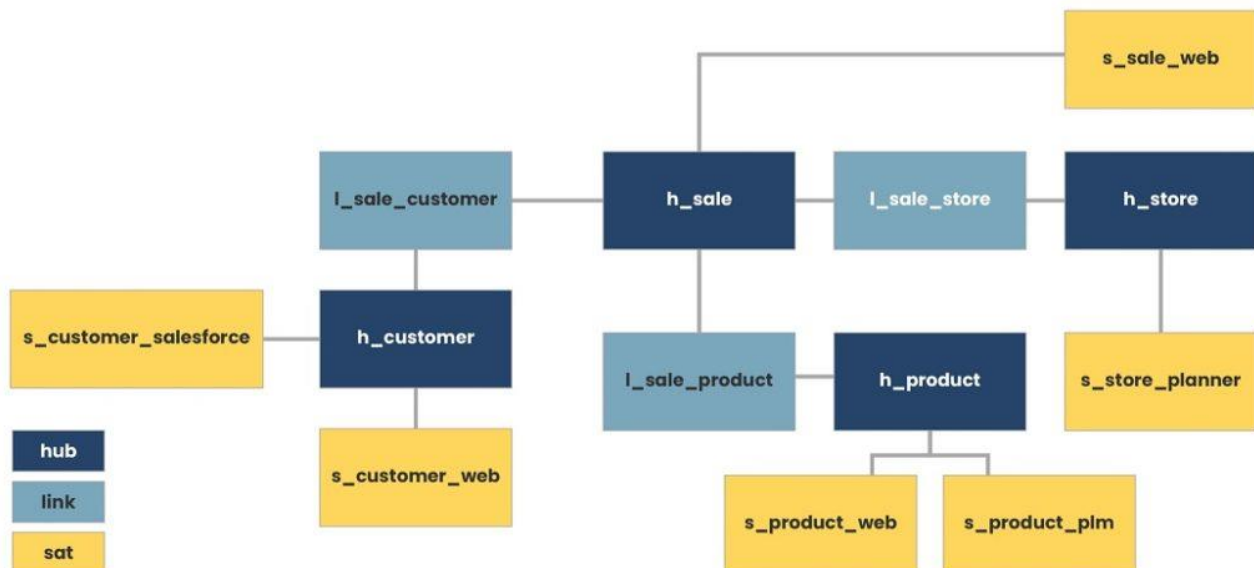 s_sale_web
l_sale_customer
h_sale
l_sale_store
h_store
s_customer_salesforce
h_customer
l_sale_product
h_product
s_store_planner
hub
link
sat
s_customer_web
s_product_web
s_product_plm